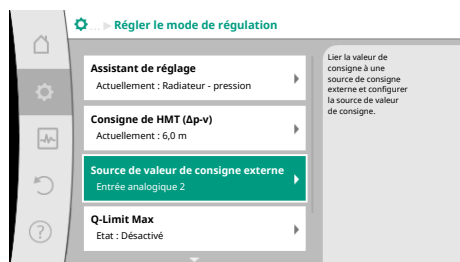 ... Régler le mode de régulation
Assistant de réglage
Actuellement : Radiateur - pression
Consigne de HMT (Δp-v)
Actuellement : 6,0 m
Source de valeur de consigne externe
Entrée analogique 2
Q-Limit Max
Etat : Désactivé
Lier la valeur de
consigne à une
source de consigne
externe et configurer
la source de valeur
de consigne.
?